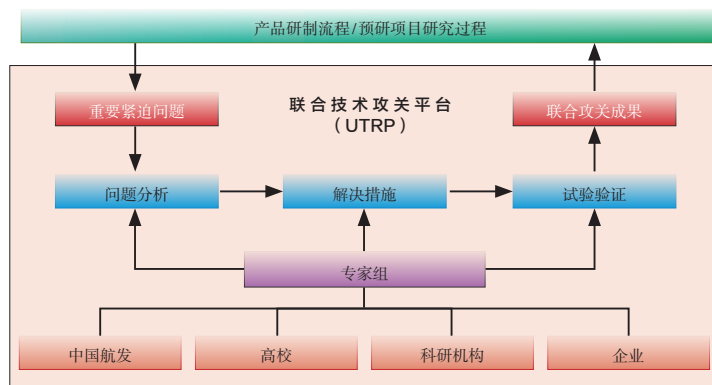 产品研制流程/预研项目研究过程
重要紧迫问题
联合技术攻关平台
（UTRP）
联合攻关成果
问题分析
解决措施
试验验证
专家组
中国航发
高校
科研机构
企业